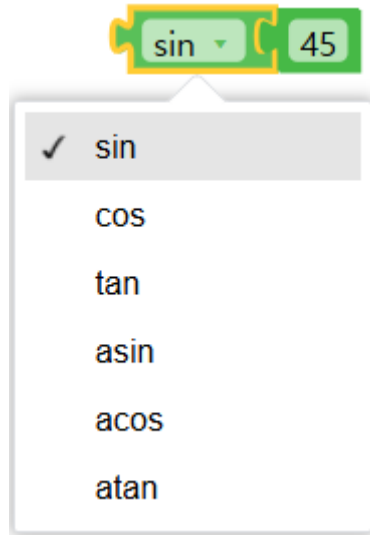 sin 45
sin
cos
tan
asin
acos
atan